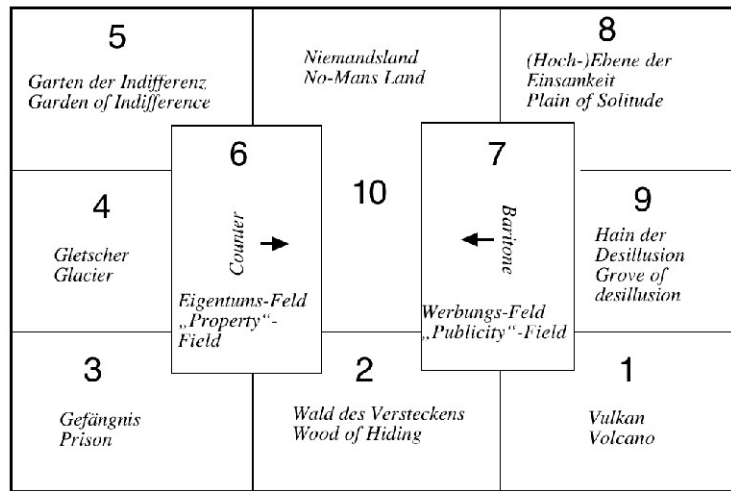 5
Garten der Indifferenz
Garden of Indifference
Niemandsland
No-Mans Land
8
(Hoch-)Ebene der
Einsamkeit
Plain of Solitude
6
Counter
Eigentums-Feld
„Property“-
Field
10
7
Baritone
Werbungs-Feld
„Publicity“-Field
4
Gletscher
Glacier
9
Hain der
Desillusion
Grove of
desillusion
3
Gefängnis
Prison
2
Wald des Versteckens
Wood of Hiding
1
Vulkan
Volcano